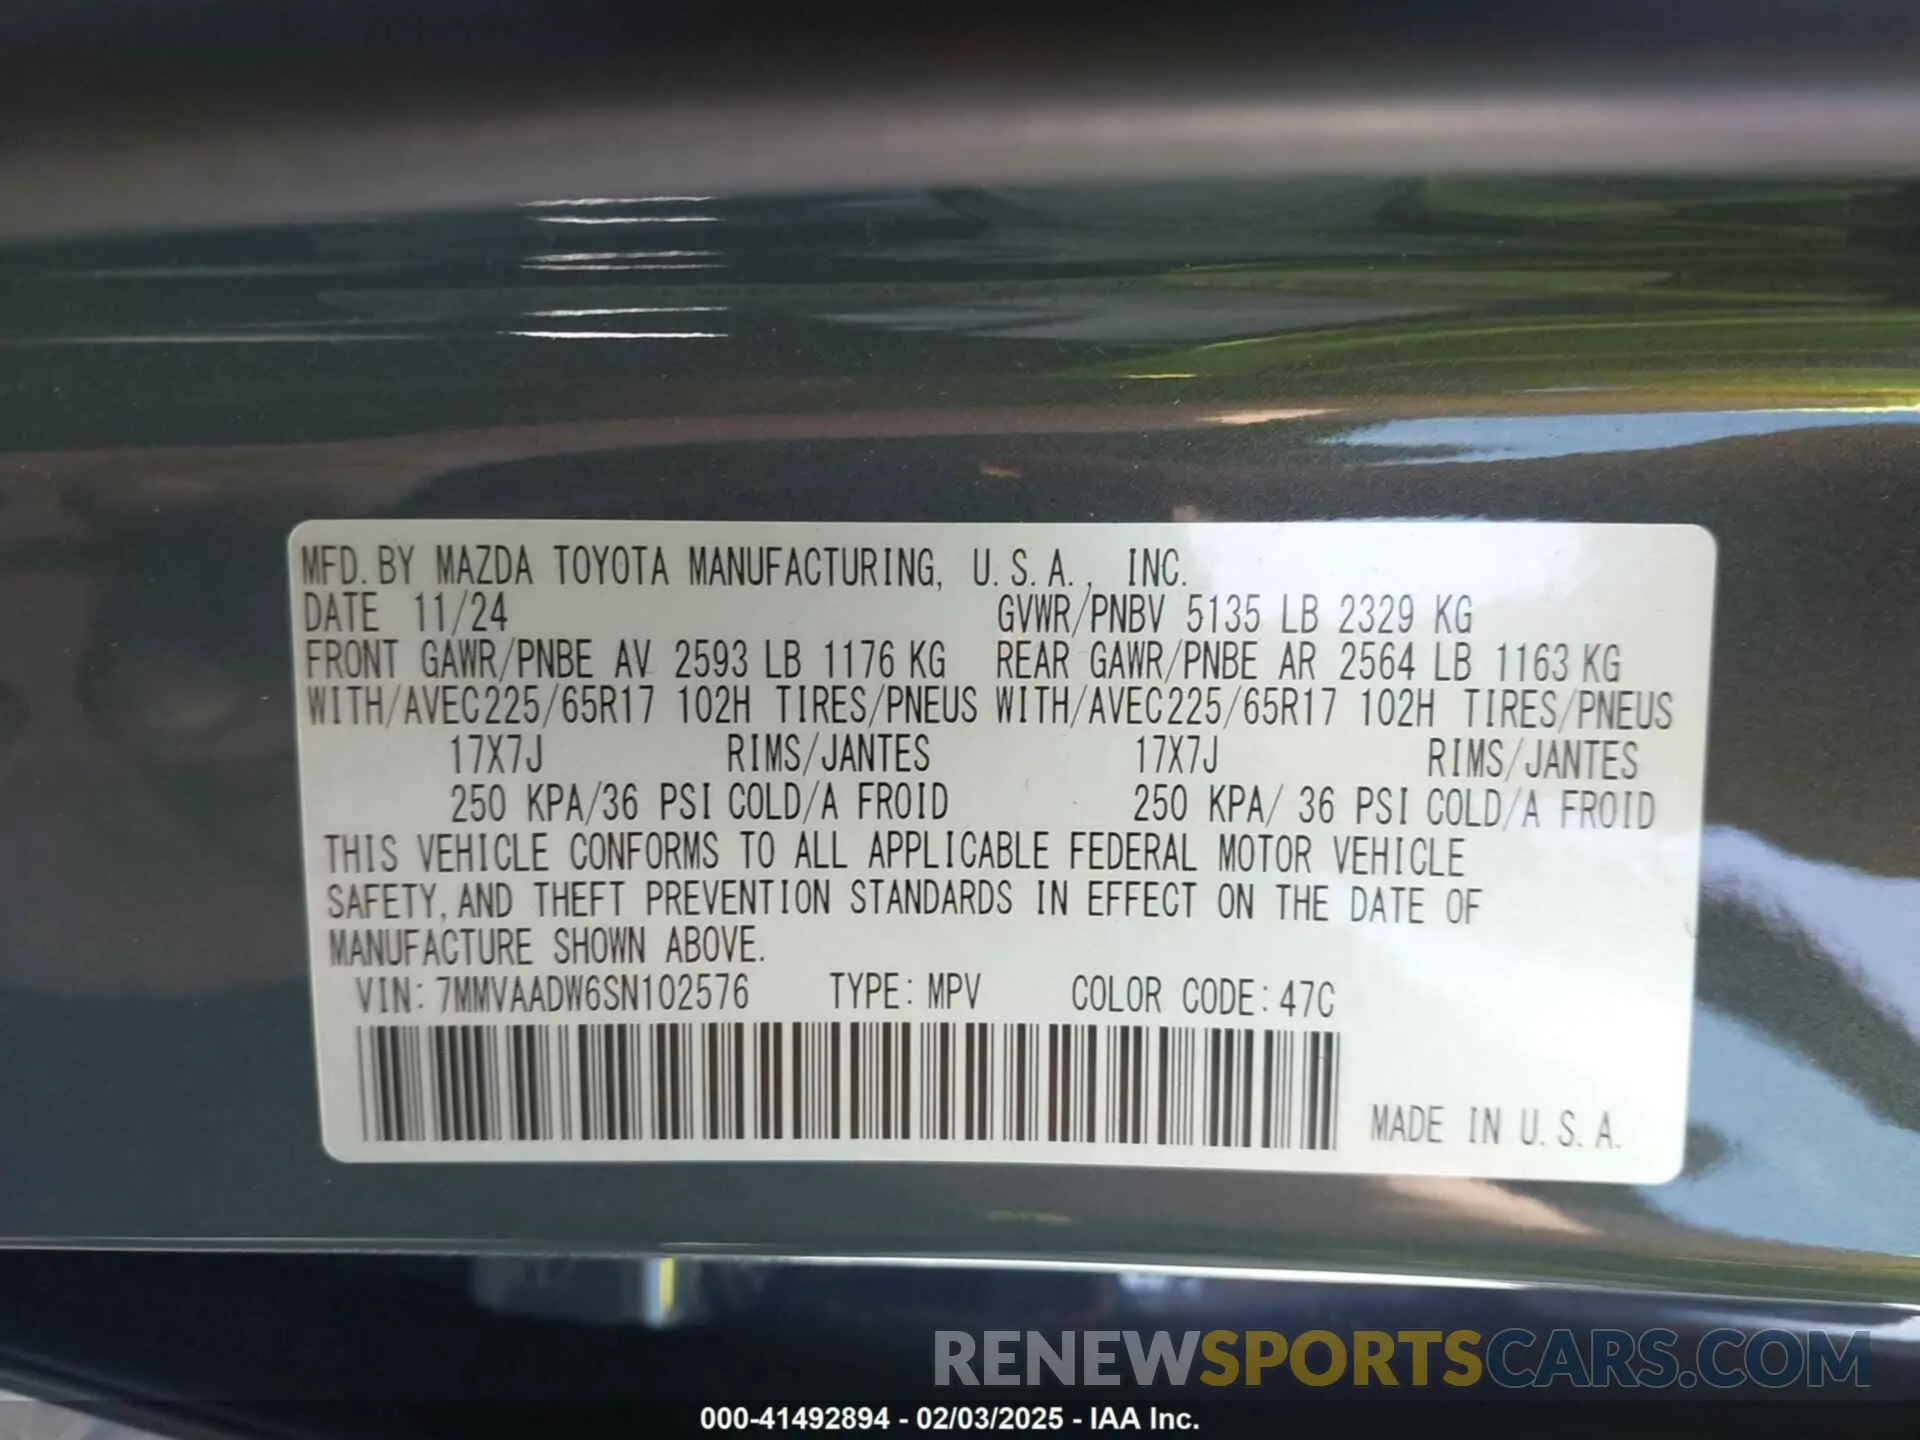 MFD. BY MAZDA TOYOTA MANUFACTURING, U.S.A., INC.
DATE 11/24 GVWR/PNBV 5135 LB 2329 KG
FRONT GAWR/PNBE AV 2593 LB 1176 KG REAR GAWR/PNBE AR 2564 LB 1163 KG
WITH/AVEC225/65R17 102H TIRES/PNEUS WITH/AVEC225/65R17 102H TIRES/PNEUS
17X7J RIMS/JANTES 17X7J RIMS/JANTES
250 KPA/36 PSI COLD/A FROID 250 KPA/ 36 PSI COLD/A FROID
THIS VEHICLE CONFORMS TO ALL APPLICABLE FEDERAL MOTOR VEHICLE
SAFETY, AND THEFT PREVENTION STANDARDS IN EFFECT ON THE DATE OF
MANUFACTURE SHOWN ABOVE.
VIN: 7MMVAADW6SN102576 TYPE: MPV COLOR CODE: 47C
MADE IN U.S.A.
RENEWSPORTSCARS.COM
000-41492894 - 02/03/2025 - IAA Inc.